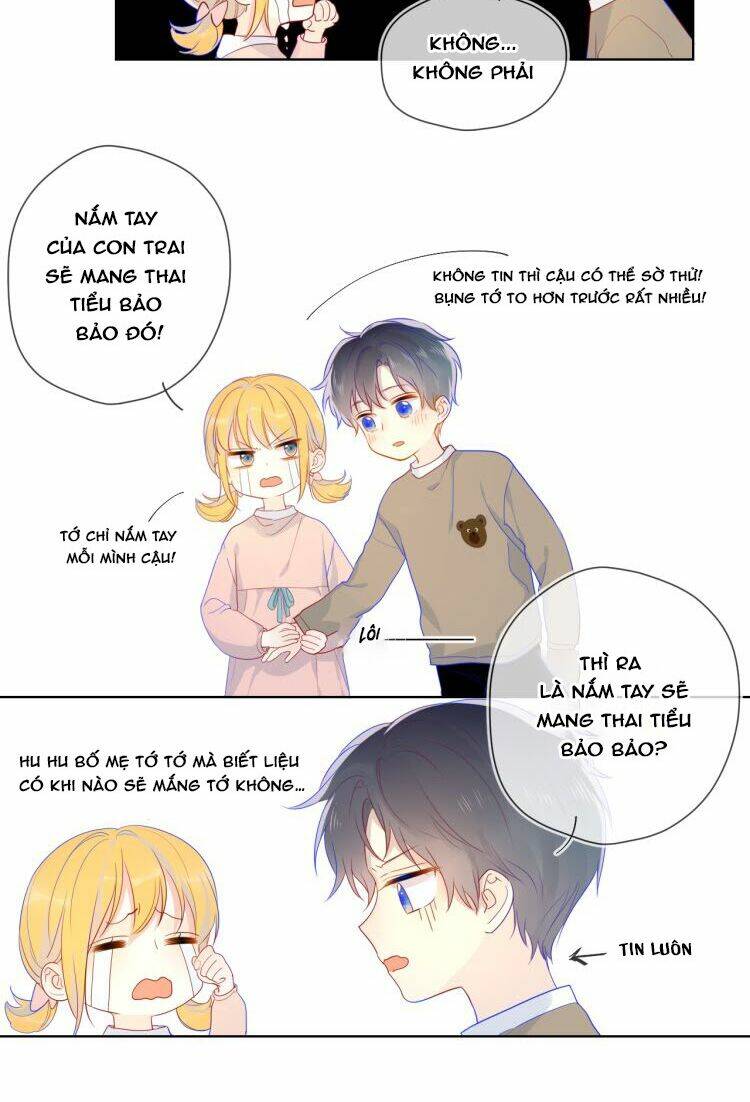 KHÔNG...
KHÔNG PHẢI
NẮM TAY
CỦA CON TRAI
SẼ MANG THAI
TIỂU BẢO
BẢO ĐÓ!
KHÔNG TIN THÌ CẬU CÓ THỂ SỜ THỬ!
BỤNG TỚ TO HƠN TRƯỚC RẤT NHIỀU!
TỚ CHỈ NẮM TAY
MỖI MÌNH CẬU!
LÔI
THÌ RA
LÀ NẮM TAY SẼ
MANG THAI TIỂU
BẢO BẢO?
HU HU BỐ MẸ TỚ TỚ MÀ BIẾT LIỆU
CÓ KHI NÀO SẼ MẮNG TỚ KHÔNG...
TIN LUÔN